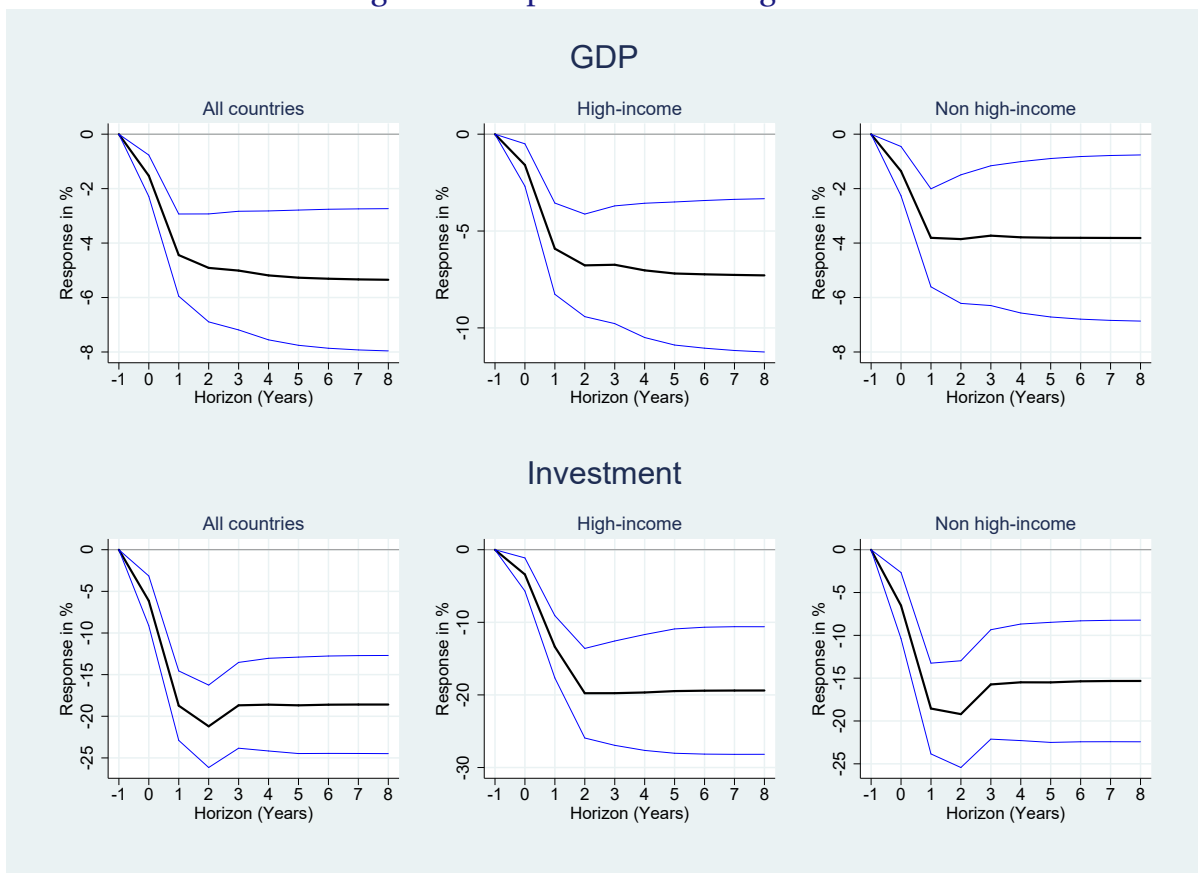 GDP
All countries
High-income
Non high-income
Response in %
0
-2
-4
-6
-8
-1 0 1 2 3 4 5 6 7 8
Horizon (Years)
Response in %
0
-5
-10
-1 0 1 2 3 4 5 6 7 8
Horizon (Years)
Response in %
0
-2
-4
-6
-8
-1 0 1 2 3 4 5 6 7 8
Horizon (Years)
Investment
All countries
High-income
Non high-income
Response in %
0
-5
-10
-15
-20
-25
-1 0 1 2 3 4 5 6 7 8
Horizon (Years)
Response in %
0
-10
-20
-30
-1 0 1 2 3 4 5 6 7 8
Horizon (Years)
Response in %
0
-5
-10
-15
-20
-25
-1 0 1 2 3 4 5 6 7 8
Horizon (Years)